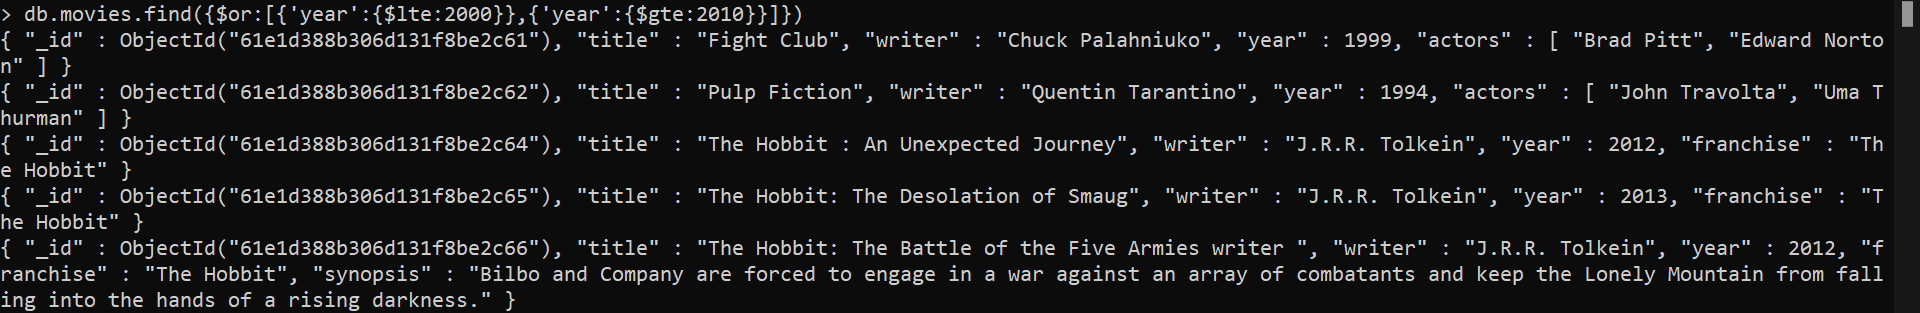 > db.movies.find({$or:[{'year':{$lte:2000}},{'year':{$gte:2010}}]})
{ "_id" : ObjectId("61e1d388b306d131f8be2c61"), "title" : "Fight Club", "writer" : "Chuck Palahniuko", "year" : 1999, "actors" : [ "Brad Pitt", "Edward Norto
n" ] }
{ "_id" : ObjectId("61e1d388b306d131f8be2c62"), "title" : "Pulp Fiction", "writer" : "Quentin Tarantino", "year" : 1994, "actors" : [ "John Travolta", "Uma T
hurman" ] }
{ "_id" : ObjectId("61e1d388b306d131f8be2c64"), "title" : "The Hobbit : An Unexpected Journey", "writer" : "J.R.R. Tolkein", "year" : 2012, "franchise" : "Th
e Hobbit" }
{ "_id" : ObjectId("61e1d388b306d131f8be2c65"), "title" : "The Hobbit: The Desolation of Smaug", "writer" : "J.R.R. Tolkein", "year" : 2013, "franchise" : "T
he Hobbit" }
{ "_id" : ObjectId("61e1d388b306d131f8be2c66"), "title" : "The Hobbit: The Battle of the Five Armies writer ", "writer" : "J.R.R. Tolkein", "year" : 2012, "f
ranchise" : "The Hobbit", "synopsis" : "Bilbo and Company are forced to engage in a war against an array of combatants and keep the Lonely Mountain from fall
ing into the hands of a rising darkness." }